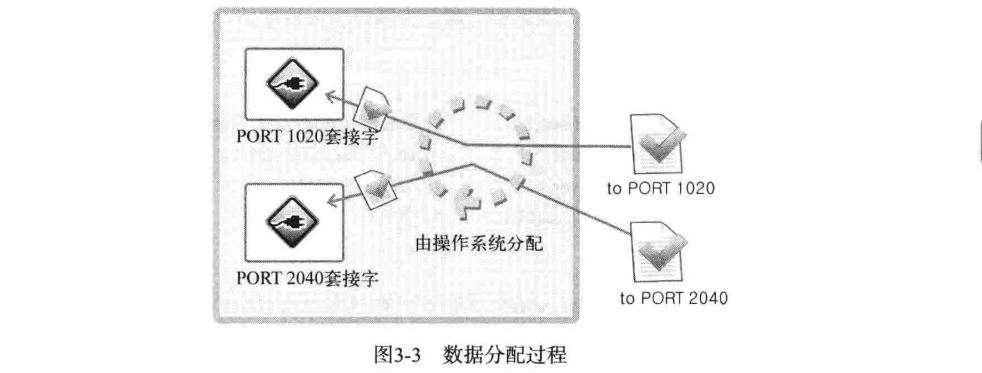 PORT 1020套接字
to PORT 1020
由操作系统分配
PORT 2040套接字
to PORT 2040
图3-3 数据分配过程